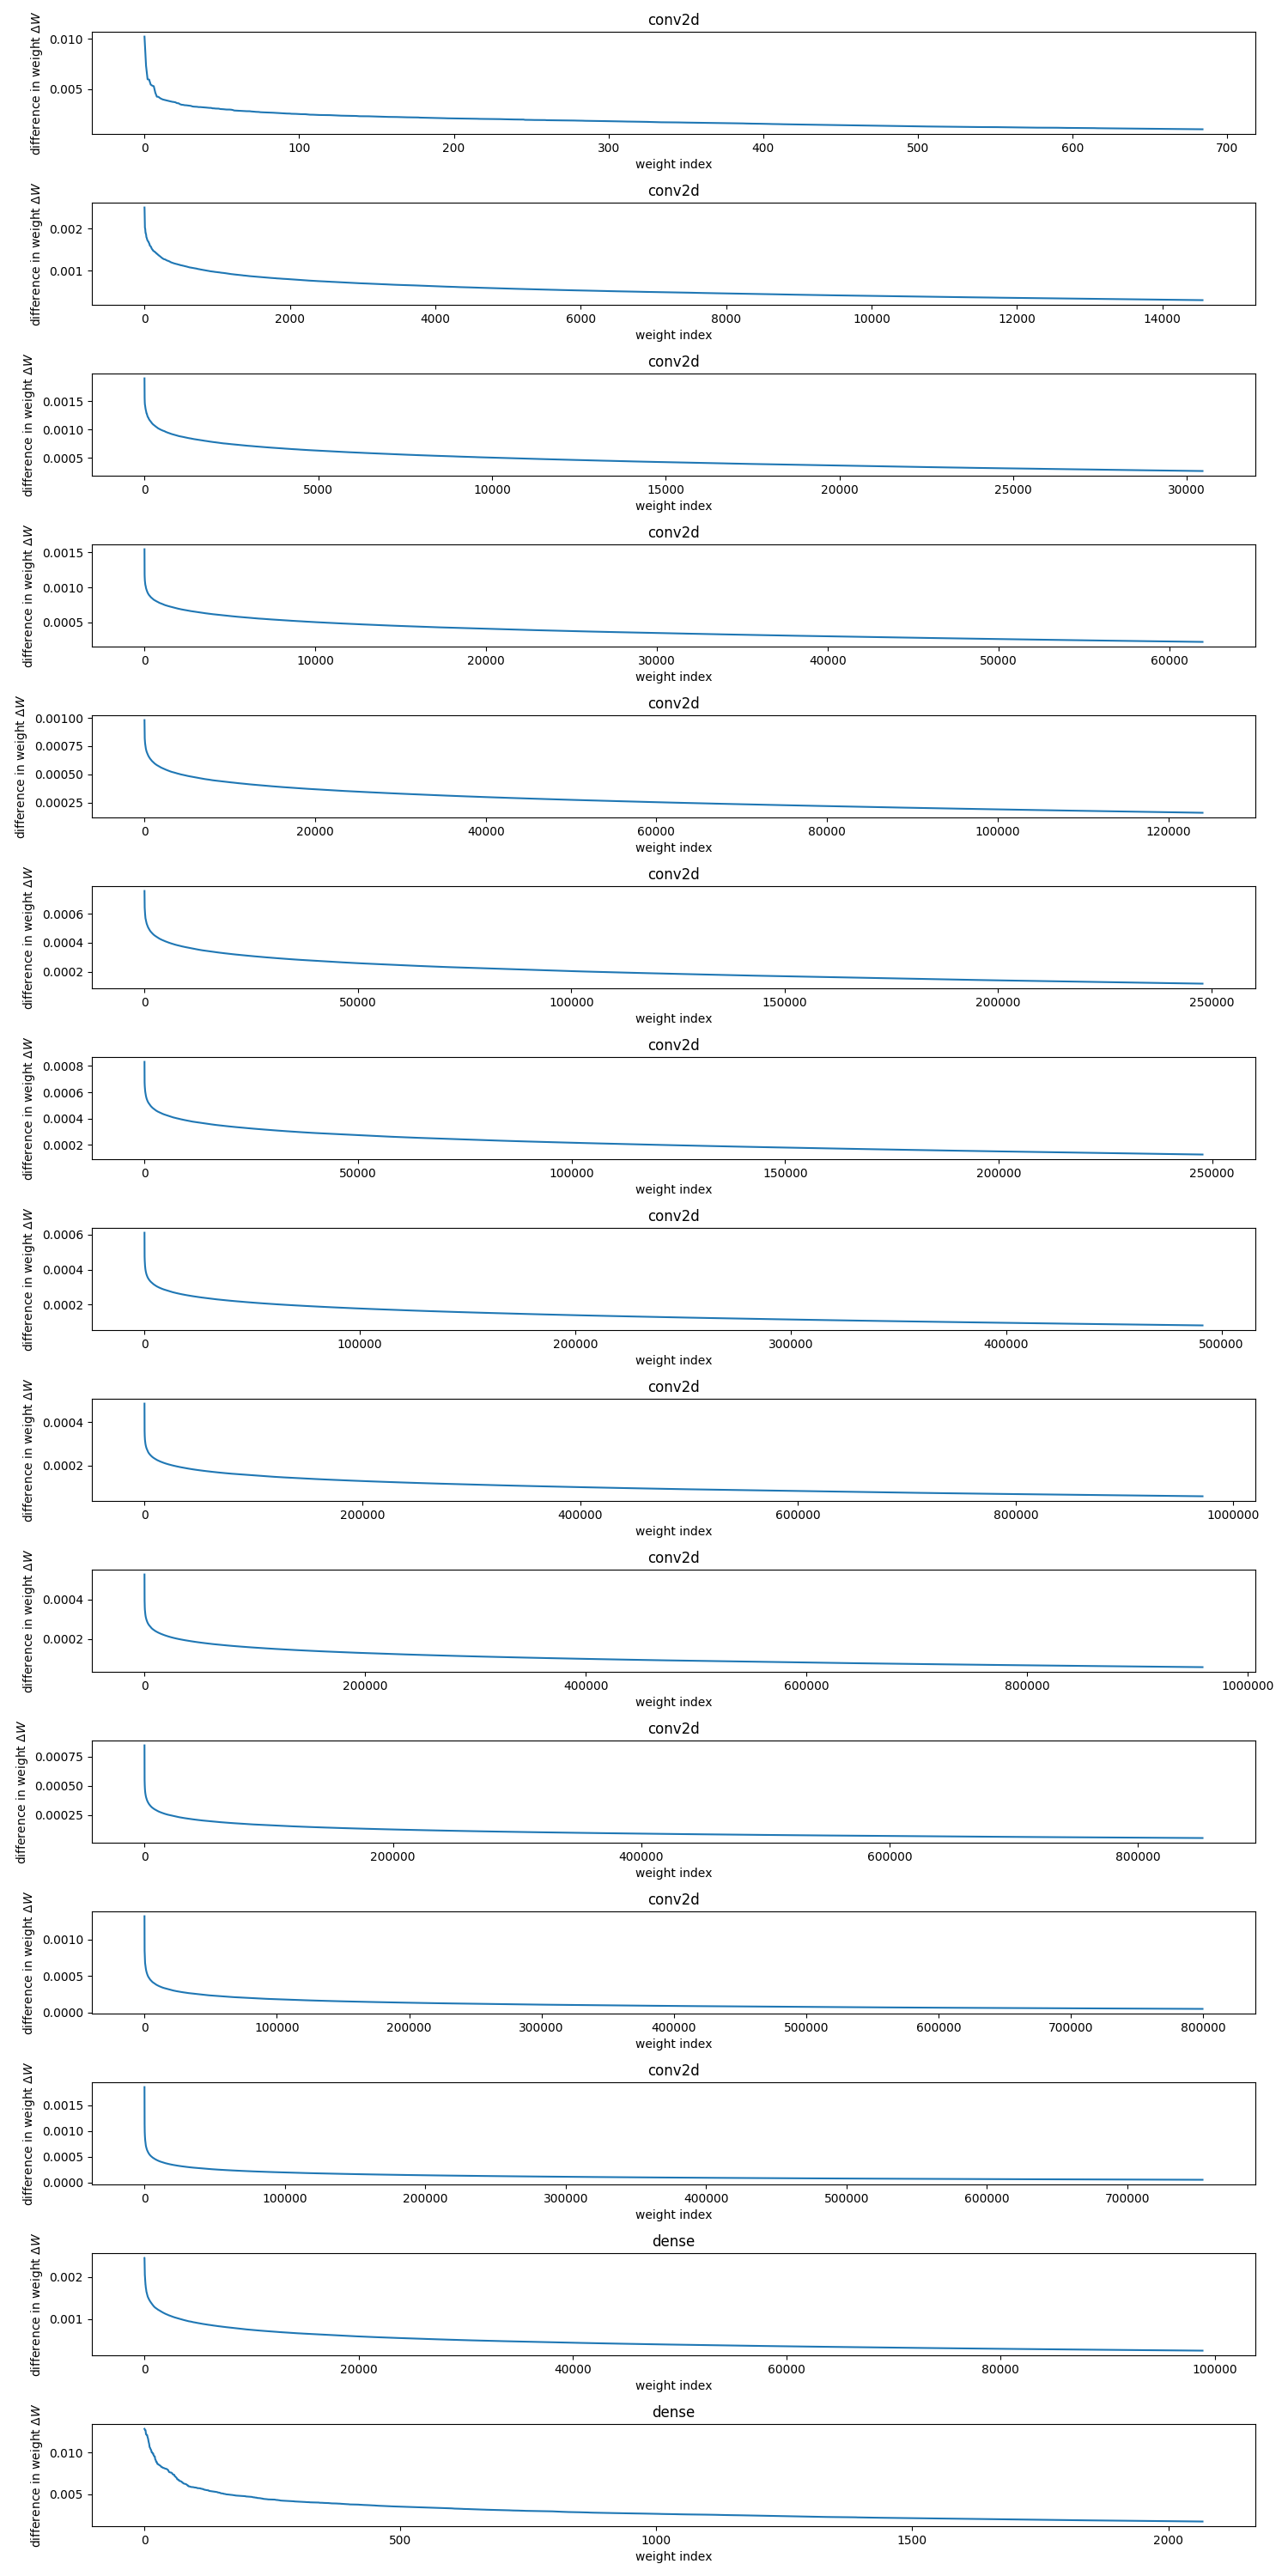 conv2d
difference in weight ΔW
0.010
0.005
0 100 200 300 400 500 600 700
weight index
conv2d
difference in weight ΔW
0.002
0.001
0 2000 4000 6000 8000 10000 12000 14000
weight index
conv2d
difference in weight ΔW
0.0015
0.0010
0.0005
0 5000 10000 15000 20000 25000 30000
weight index
conv2d
difference in weight ΔW
0.0015
0.0010
0.0005
0 10000 20000 30000 40000 50000 60000
weight index
conv2d
difference in weight ΔW
0.00100
0.00075
0.00050
0.00025
0 20000 40000 60000 80000 100000 120000
weight index
conv2d
difference in weight ΔW
0.0006
0.0004
0.0002
0 50000 100000 150000 200000 250000
weight index
conv2d
difference in weight ΔW
0.0008
0.0006
0.0004
0.0002
0 50000 100000 150000 200000 250000
weight index
conv2d
difference in weight ΔW
0.0006
0.0004
0.0002
0 100000 200000 300000 400000 500000
weight index
conv2d
difference in weight ΔW
0.0004
0.0002
0 200000 400000 600000 800000 1000000
weight index
conv2d
difference in weight ΔW
0.0004
0.0002
0 200000 400000 600000 800000 1000000
weight index
conv2d
difference in weight ΔW
0.00075
0.00050
0.00025
0 200000 400000 600000 800000
weight index
conv2d
difference in weight ΔW
0.0010
0.0005
0.0000
0 100000 200000 300000 400000 500000 600000 700000 800000
weight index
conv2d
difference in weight ΔW
0.0015
0.0010
0.0005
0.0000
0 100000 200000 300000 400000 500000 600000 700000
weight index
dense
difference in weight ΔW
0.002
0.001
0 20000 40000 60000 80000 100000
weight index
dense
difference in weight ΔW
0.010
0.005
0 500 1000 1500 2000
weight index